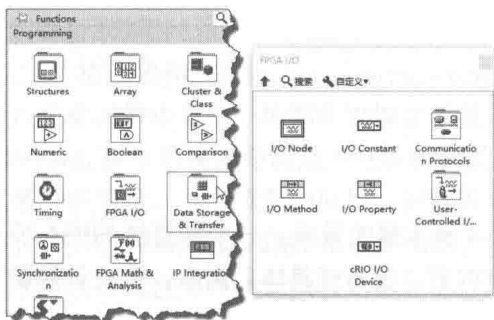 Functions
Programming
Structures
Array
Cluster &
Class
Numeric
Boolean
Comparison
Timing
FPGA I/O
Data Storage
& Transfer
Synchronizatio
n
FPGA Math &
Analysis
IP Integratio
FPGA I/O
搜索
自定义
I/O Node
I/O Constant
Communicatio
n Protocols
I/O Method
I/O Property
User-
Controlled I/...
cRIO I/O
Device